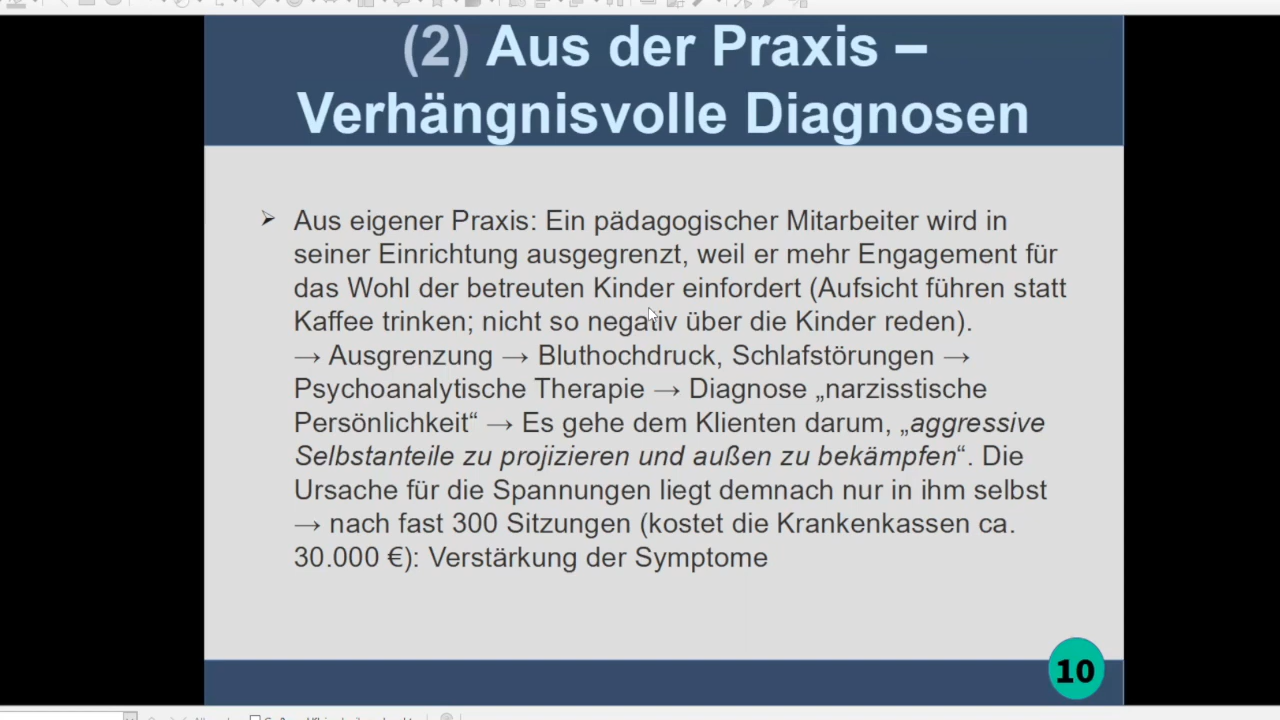 (2) Aus der Praxis –
Verhängnisvolle Diagnosen
➢ Aus eigener Praxis: Ein pädagogischer Mitarbeiter wird in
seiner Einrichtung ausgegrenzt, weil er mehr Engagement für
das Wohl der betreuten Kinder einfordert (Aufsicht führen statt
Kaffee trinken; nicht so negativ über die Kinder reden).
→ Ausgrenzung → Bluthochdruck, Schlafstörungen →
Psychoanalytische Therapie → Diagnose „narzisstische
Persönlichkeit“ → Es gehe dem Klienten darum, „aggressive
Selbstanteile zu projizieren und außen zu bekämpfen“. Die
Ursache für die Spannungen liegt demnach nur in ihm selbst
→ nach fast 300 Sitzungen (kostet die Krankenkassen ca.
30.000 €): Verstärkung der Symptome
10